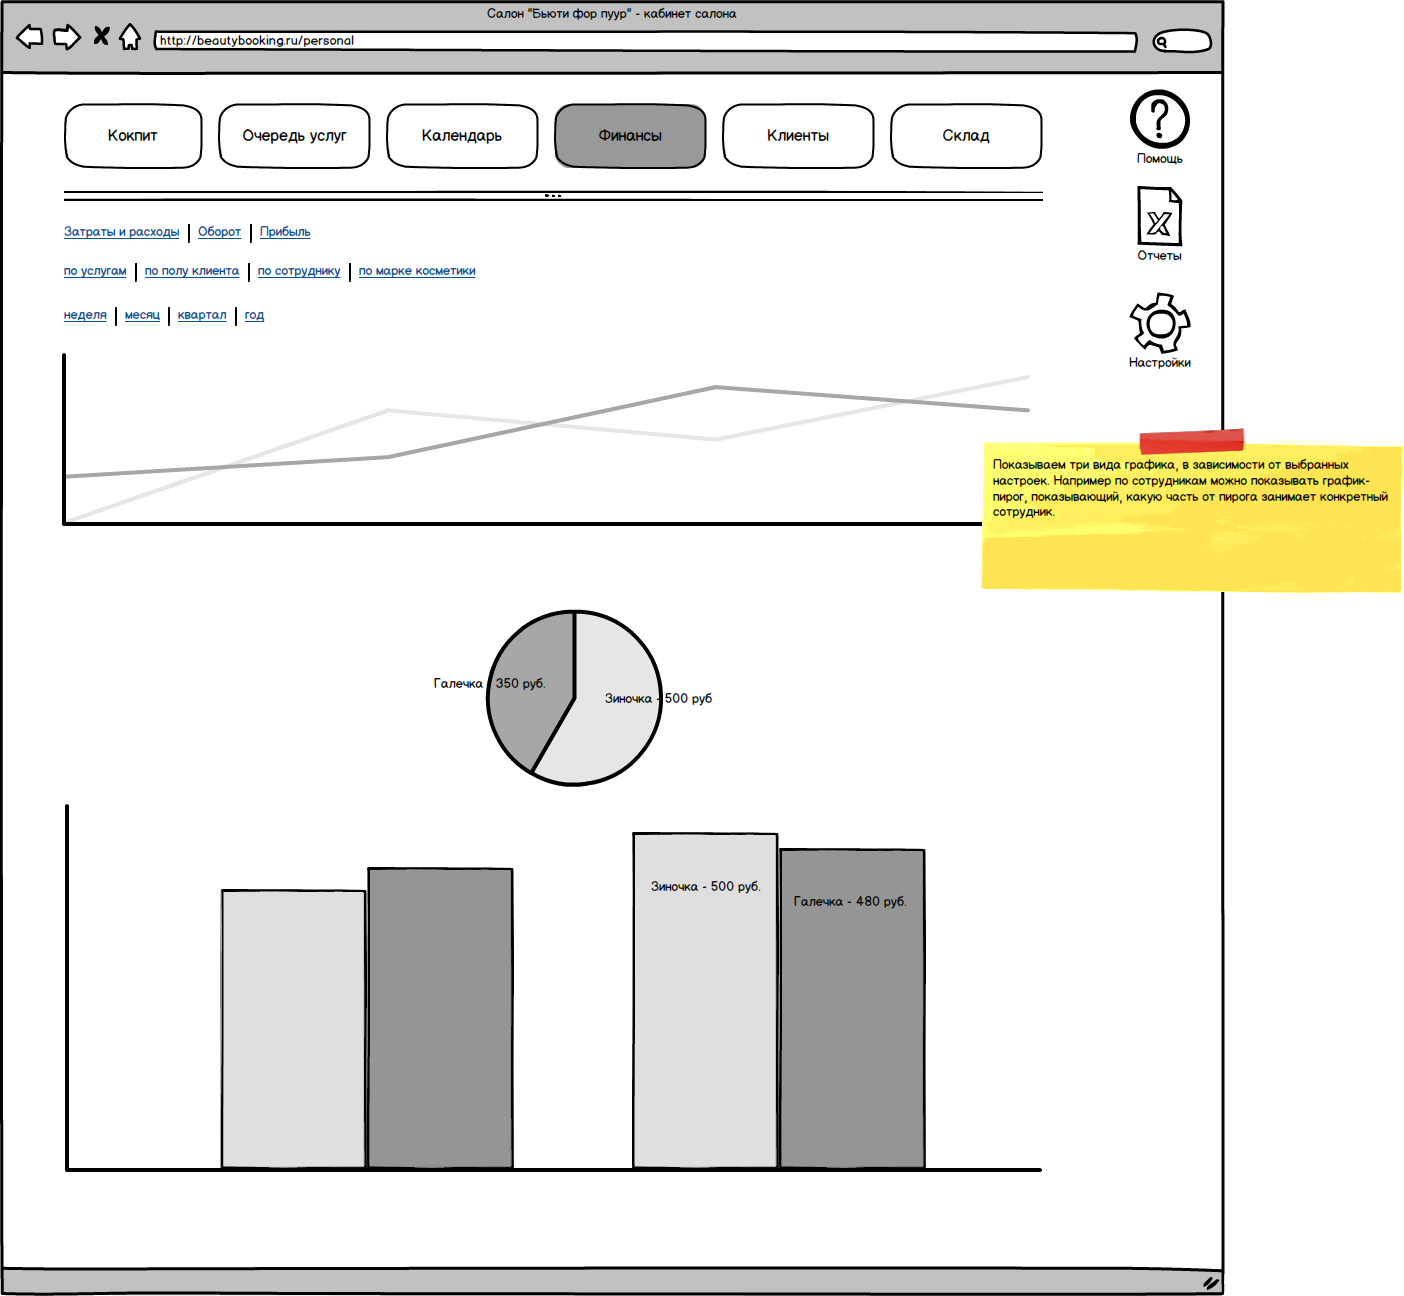 Салон "Бьюти фор пуур" - кабинет салона
http://beautybooking.ru/personal
Кокпит
Очередь услуг
Календарь
Финансы
Клиенты
Склад
Помощь
Отчеты
Настройки
Затраты и расходы | Оборот | Прибыль
по услугам | по полу клиента | по сотруднику | по марке косметики
неделя | месяц | квартал | год
Показываем три вида графика, в зависимости от выбранных
настроек. Например по сотрудникам можно показывать график-
пирог, показывающий, какую часть от пирога занимает конкретный
сотрудник.
Галечка - 350 руб.
Зиночка - 500 руб
Зиночка - 500 руб.
Галечка - 480 руб.